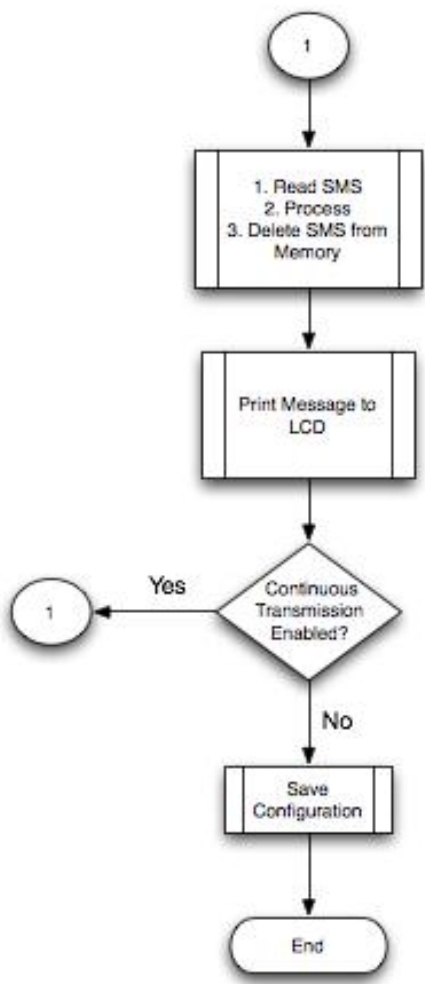 1
1. Read SMS
2. Process
3. Delete SMS from
Memory
Print Message to
LCD
Continuous
Transmission
Enabled?
Yes
1
No
Save
Configuration
End